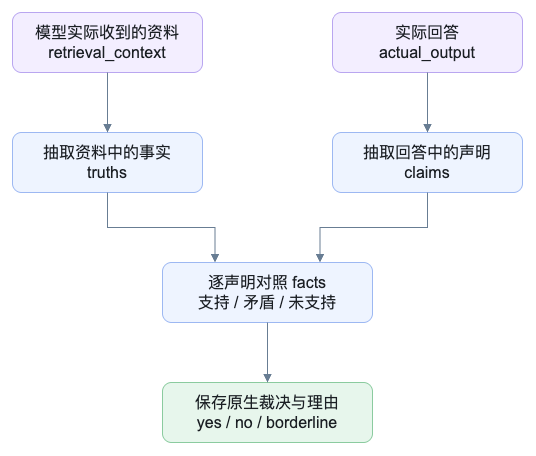 模型实际收到的资料
retrieval_context
实际回答
actual_output
抽取资料中的事实
truths
抽取回答中的声明
claims
逐声明对照 facts
支持 / 矛盾 / 未支持
保存原生裁决与理由
yes / no / borderline